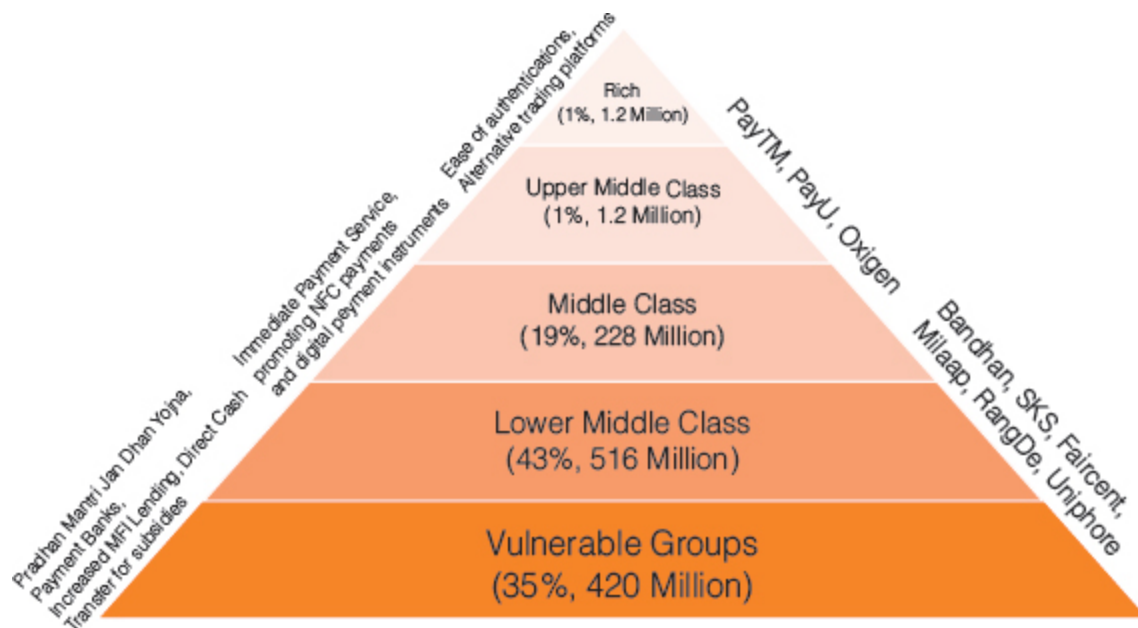 Rich
(1%, 1.2 Million)
Upper Middle Class
(1%, 1.2 Million)
Middle Class
(19%, 228 Million)
Lower Middle Class
(43%, 516 Million)
Vulnerable Groups
(35%, 420 Million)
Ease of authentications,
Alternative trading platforms
Immediate Payment Service,
promoting NFC payments
and digital peyment instruments
Pradhan Mantri Jan Dhan Yojna,
Payment Banks,
Increased MFI Lending, Direct Cash
Transfer for subsidies
PayTM, PayU, Oxigen
Bandhan, SKS, Faircent,
Milaap, RangDe, Uniphore